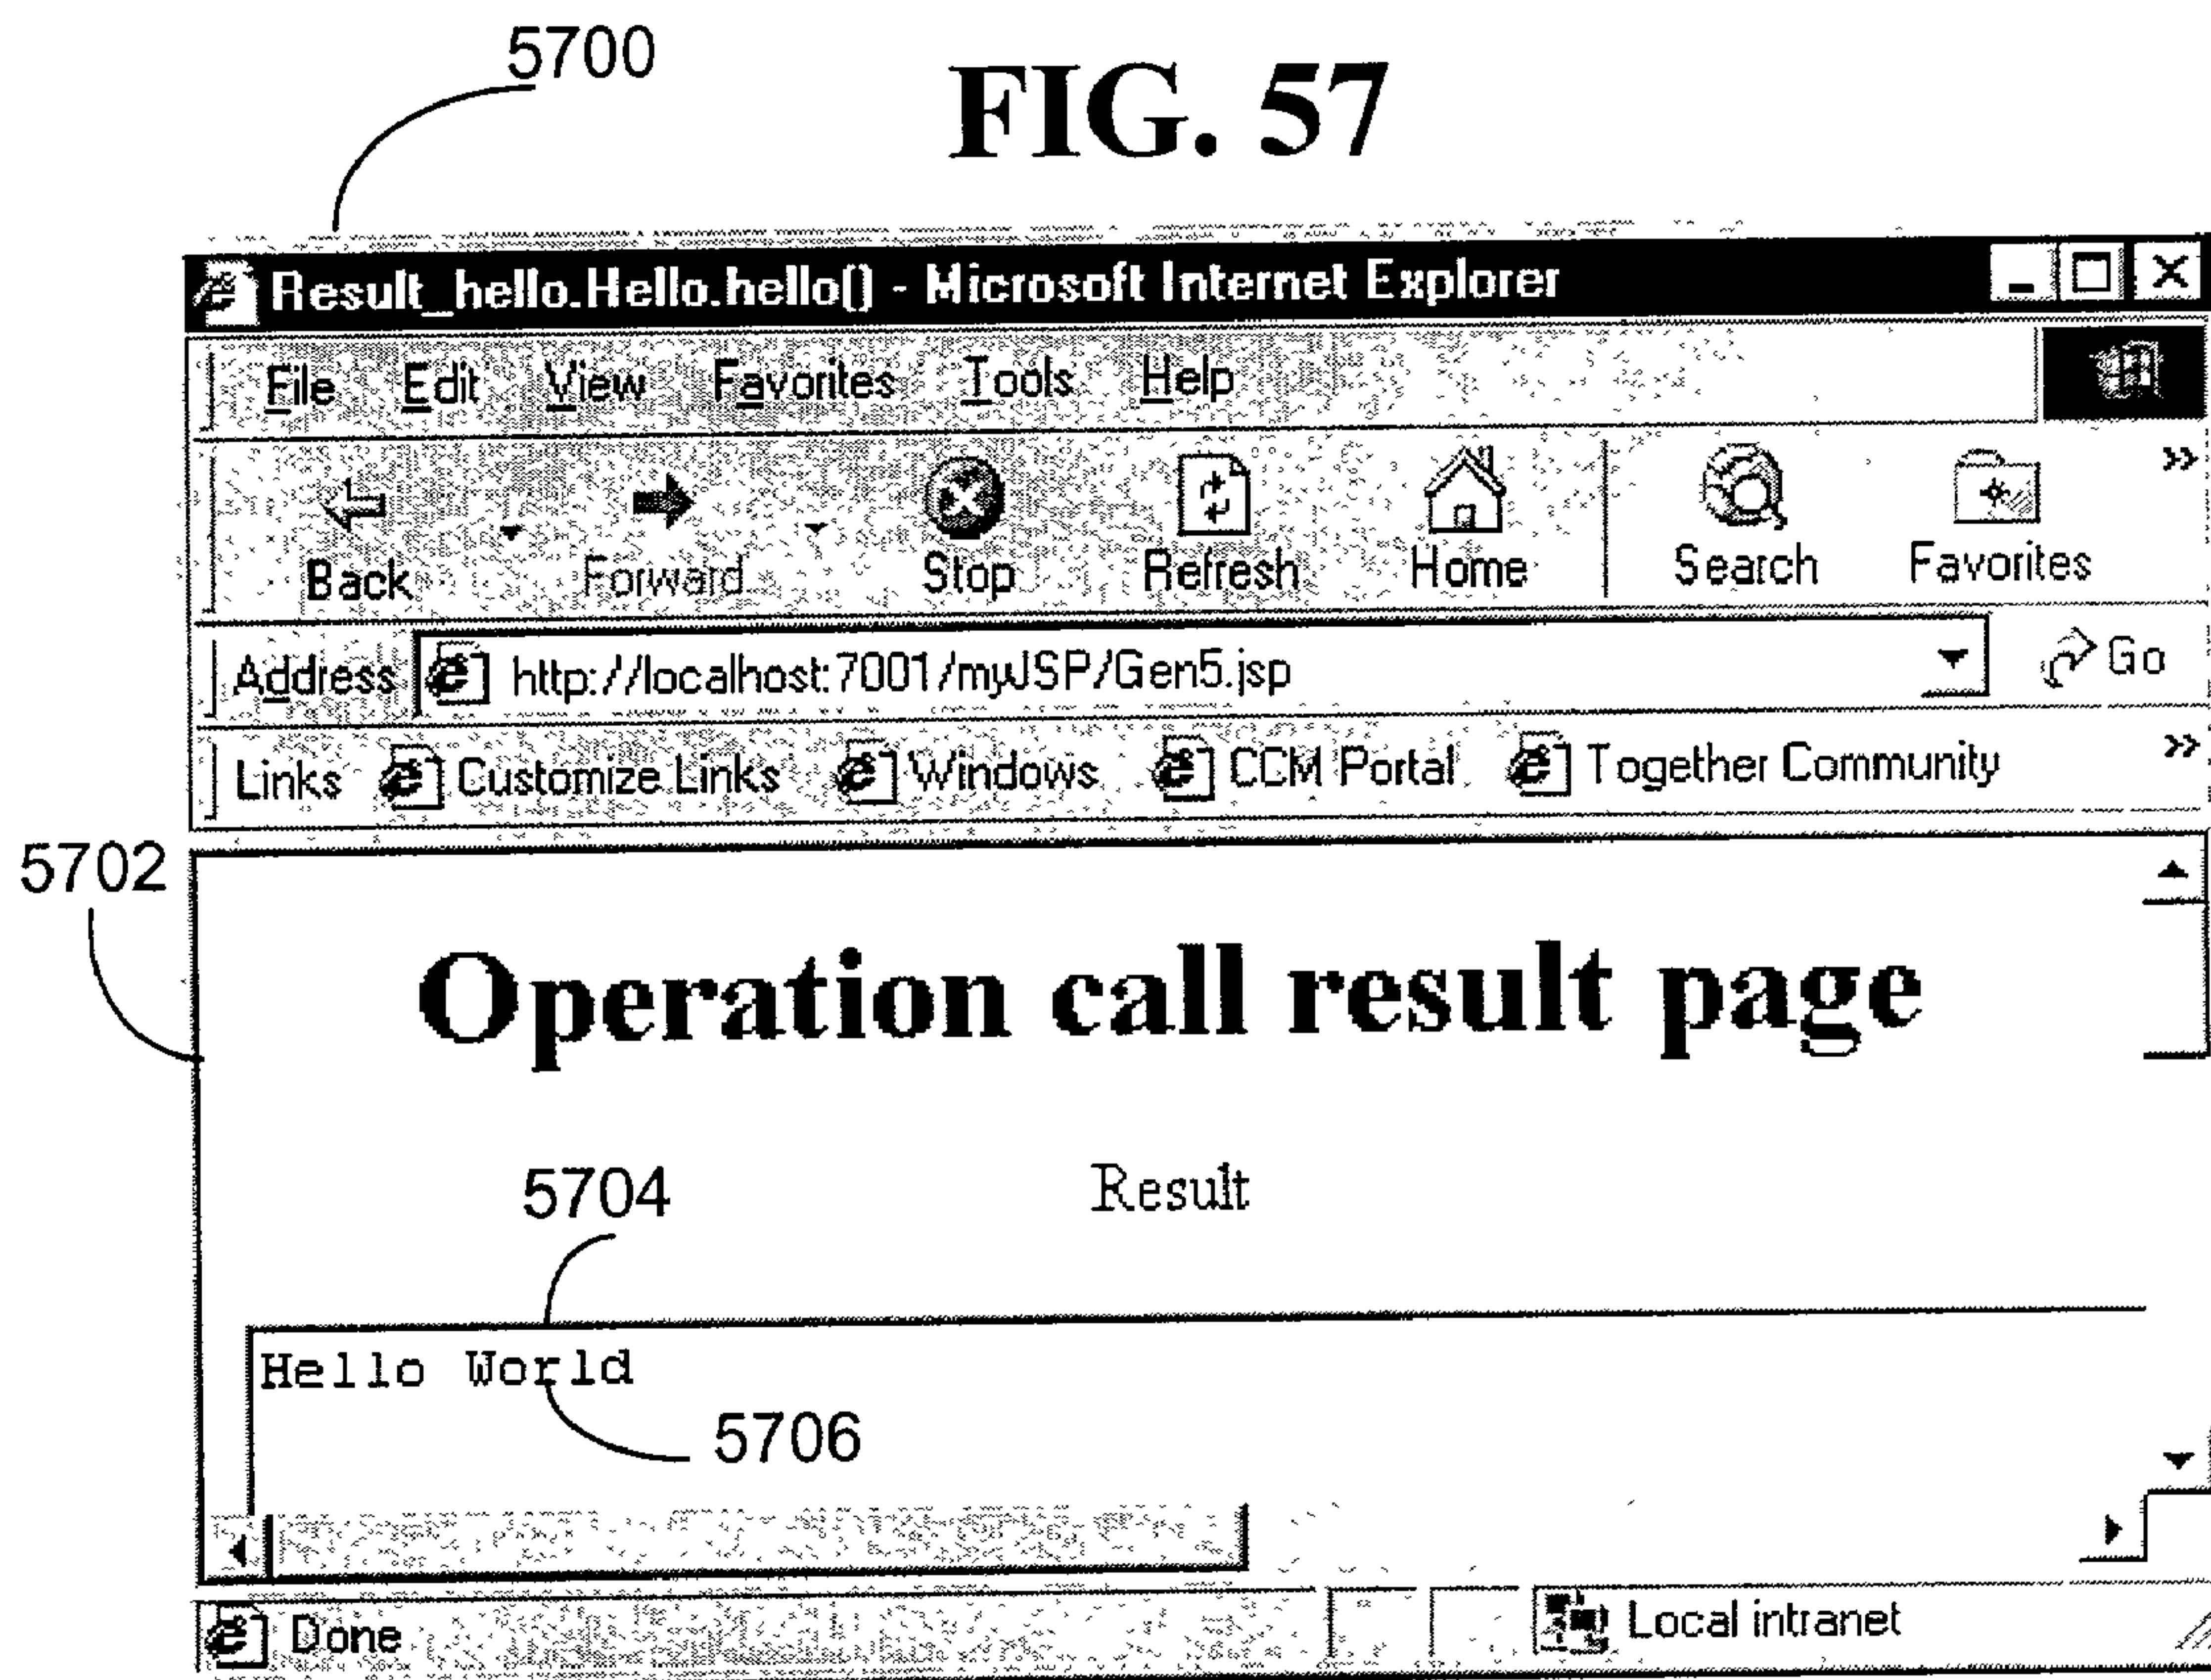 5700
FIG. 57
Result_hello.Hello.hello() - Microsoft Internet Explorer
File Edit View Favorites Tools Help
Back Forward Stop Refresh Home Search Favorites »
Address http://localhost:7001/myJSP/Gen5.jsp Go
Links Customize Links Windows CCM Portal Together Community »
5702
Operation call result page
5704
Result
Hello World
5706
Done Local intranet